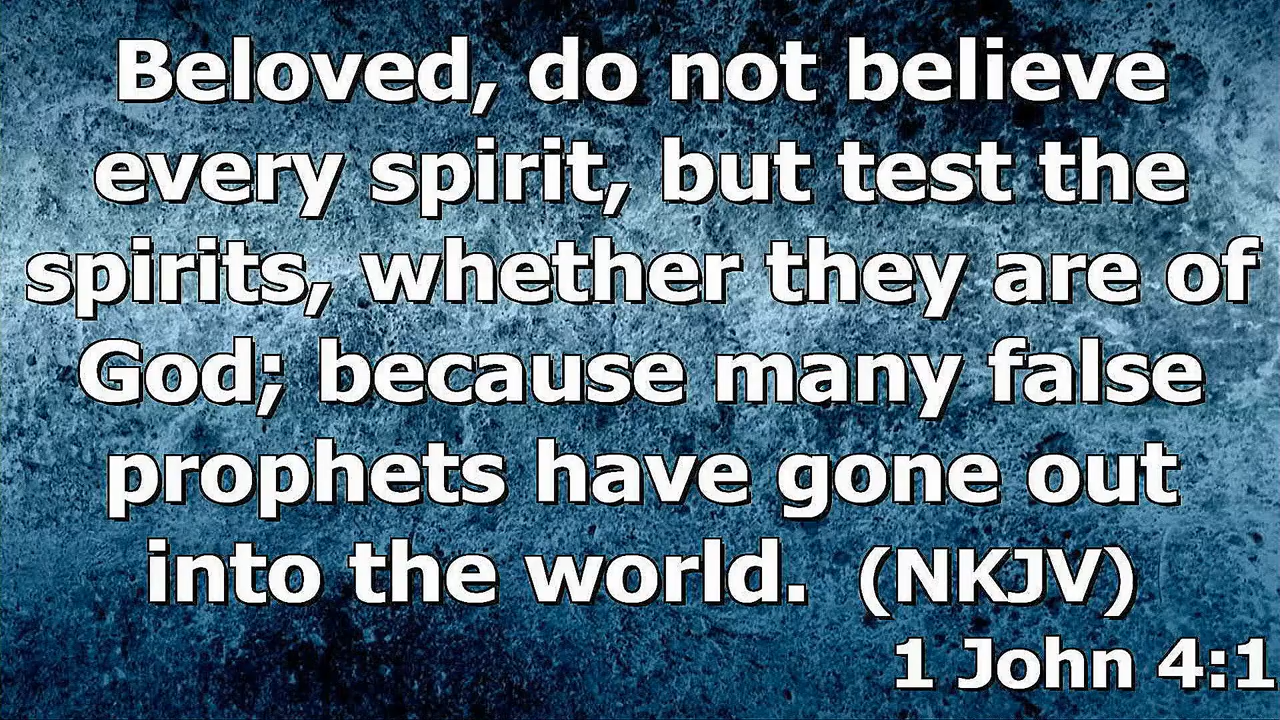 Beloved, do not believe
every spirit, but test the
spirits, whether they are of
God; because many false
prophets have gone out
into the world.  (NKJV)
1 John 4:1